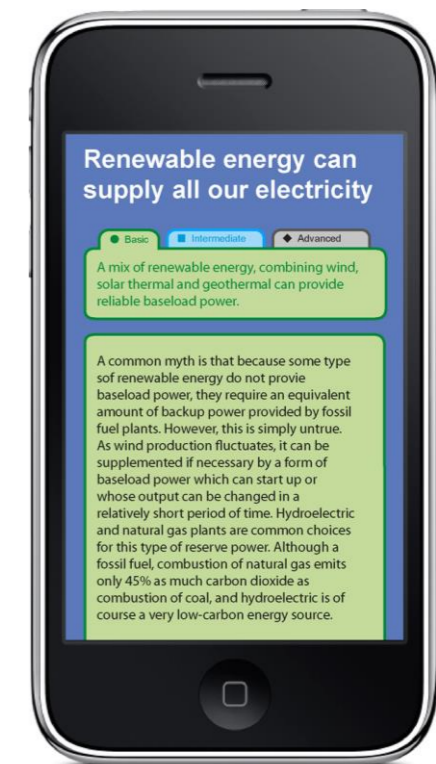 Renewable energy can
supply all our electricity
Basic Intermediate Advanced
A mix of renewable energy, combining wind,
solar thermal and geothermal can provide
reliable baseload power.
A common myth is that because some type
sof renewable energy do not provie
baseload power, they require an equivalent
amount of backup power provided by fossil
fuel plants. However, this is simply untrue.
As wind production fluctuates, it can be
supplemented if necessary by a form of
baseload power which can start up or
whose output can be changed in a
relatively short period of time. Hydroelectric
and natural gas plants are common choices
for this type of reserve power. Although a
fossil fuel, combustion of natural gas emits
only 45% as much carbon dioxide as
combustion of coal, and hydroelectric is of
course a very low-carbon energy source.